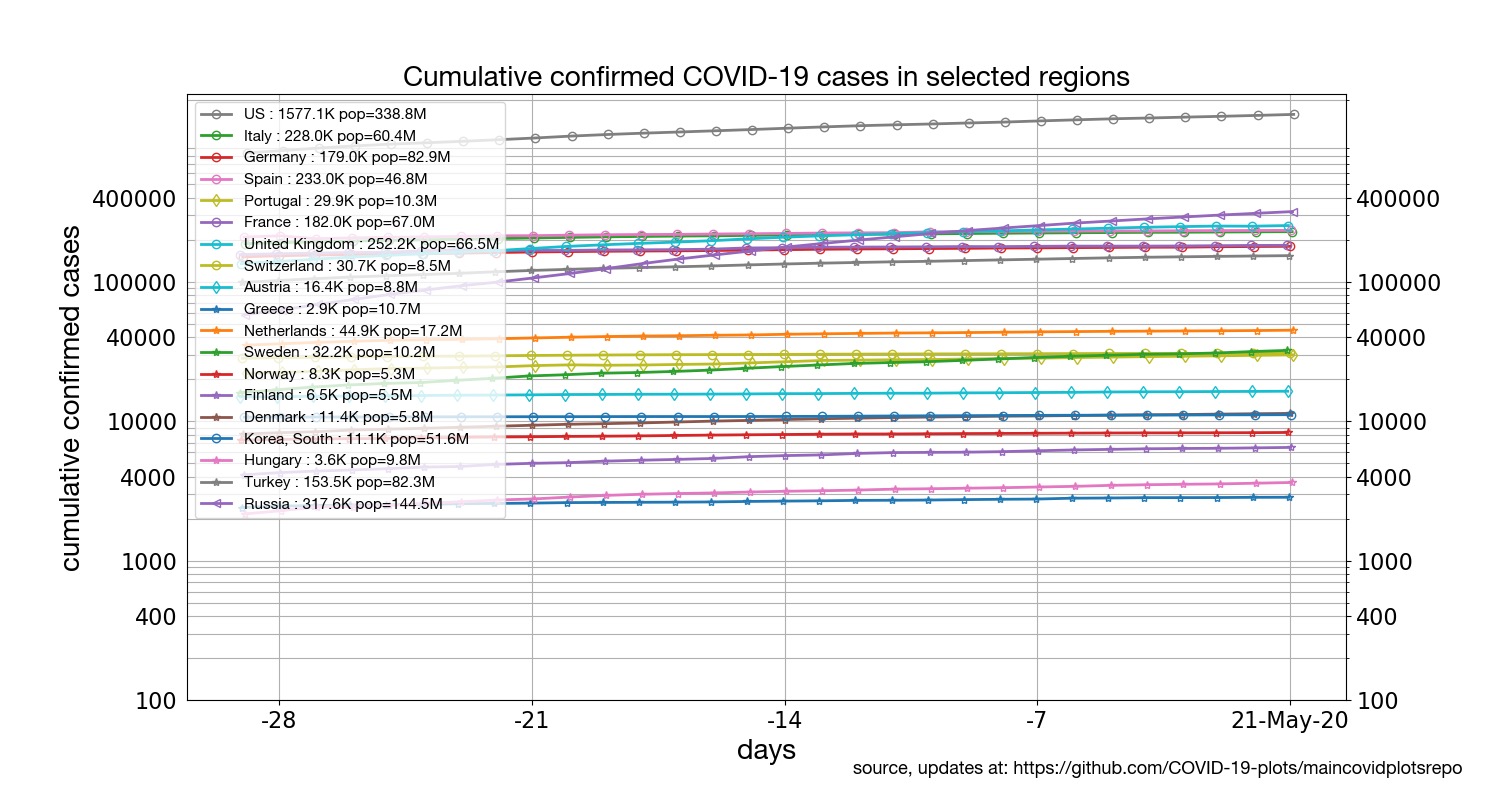 Cumulative confirmed COVID-19 cases in selected regions
US : 1577.1K pop=338.8M
Italy : 228.0K pop=60.4M
Germany : 179.0K pop=82.9M
Spain : 233.0K pop=46.8M
Portugal : 29.9K pop=10.3M
France : 182.0K pop=67.0M
United Kingdom : 252.2K pop=66.5M
Switzerland : 30.7K pop=8.5M
Austria : 16.4K pop=8.8M
Greece : 2.9K pop=10.7M
Netherlands : 44.9K pop=17.2M
Sweden : 32.2K pop=10.2M
Norway : 8.3K pop=5.3M
Finland : 6.5K pop=5.5M
Denmark : 11.4K pop=5.8M
Korea, South : 11.1K pop=51.6M
Hungary : 3.6K pop=9.8M
Turkey : 153.5K pop=82.3M
Russia : 317.6K pop=144.5M
cumulative confirmed cases
400000 400000
100000 100000
40000 40000
10000 10000
4000 4000
1000 1000
400 400
100 100
-28 -21 -14 -7 21-May-20
days
source, updates at: https://github.com/COVID-19-plots/maincovidplotsrepo